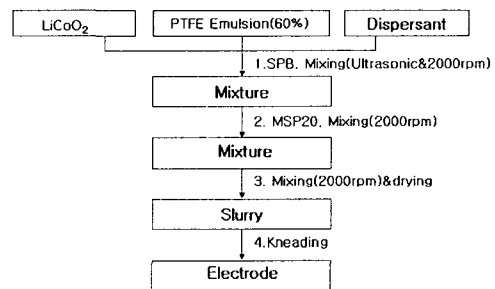 LiCoO₂
PTFE Emulsion(60%)
Dispersant
1.SPB, Mixing(Ultrasonic&2000rpm)
Mixture
2. MSP20, Mixing(2000rpm)
Mixture
3. Mixing(2000rpm)&drying
Slurry
4.Kneading
Electrode